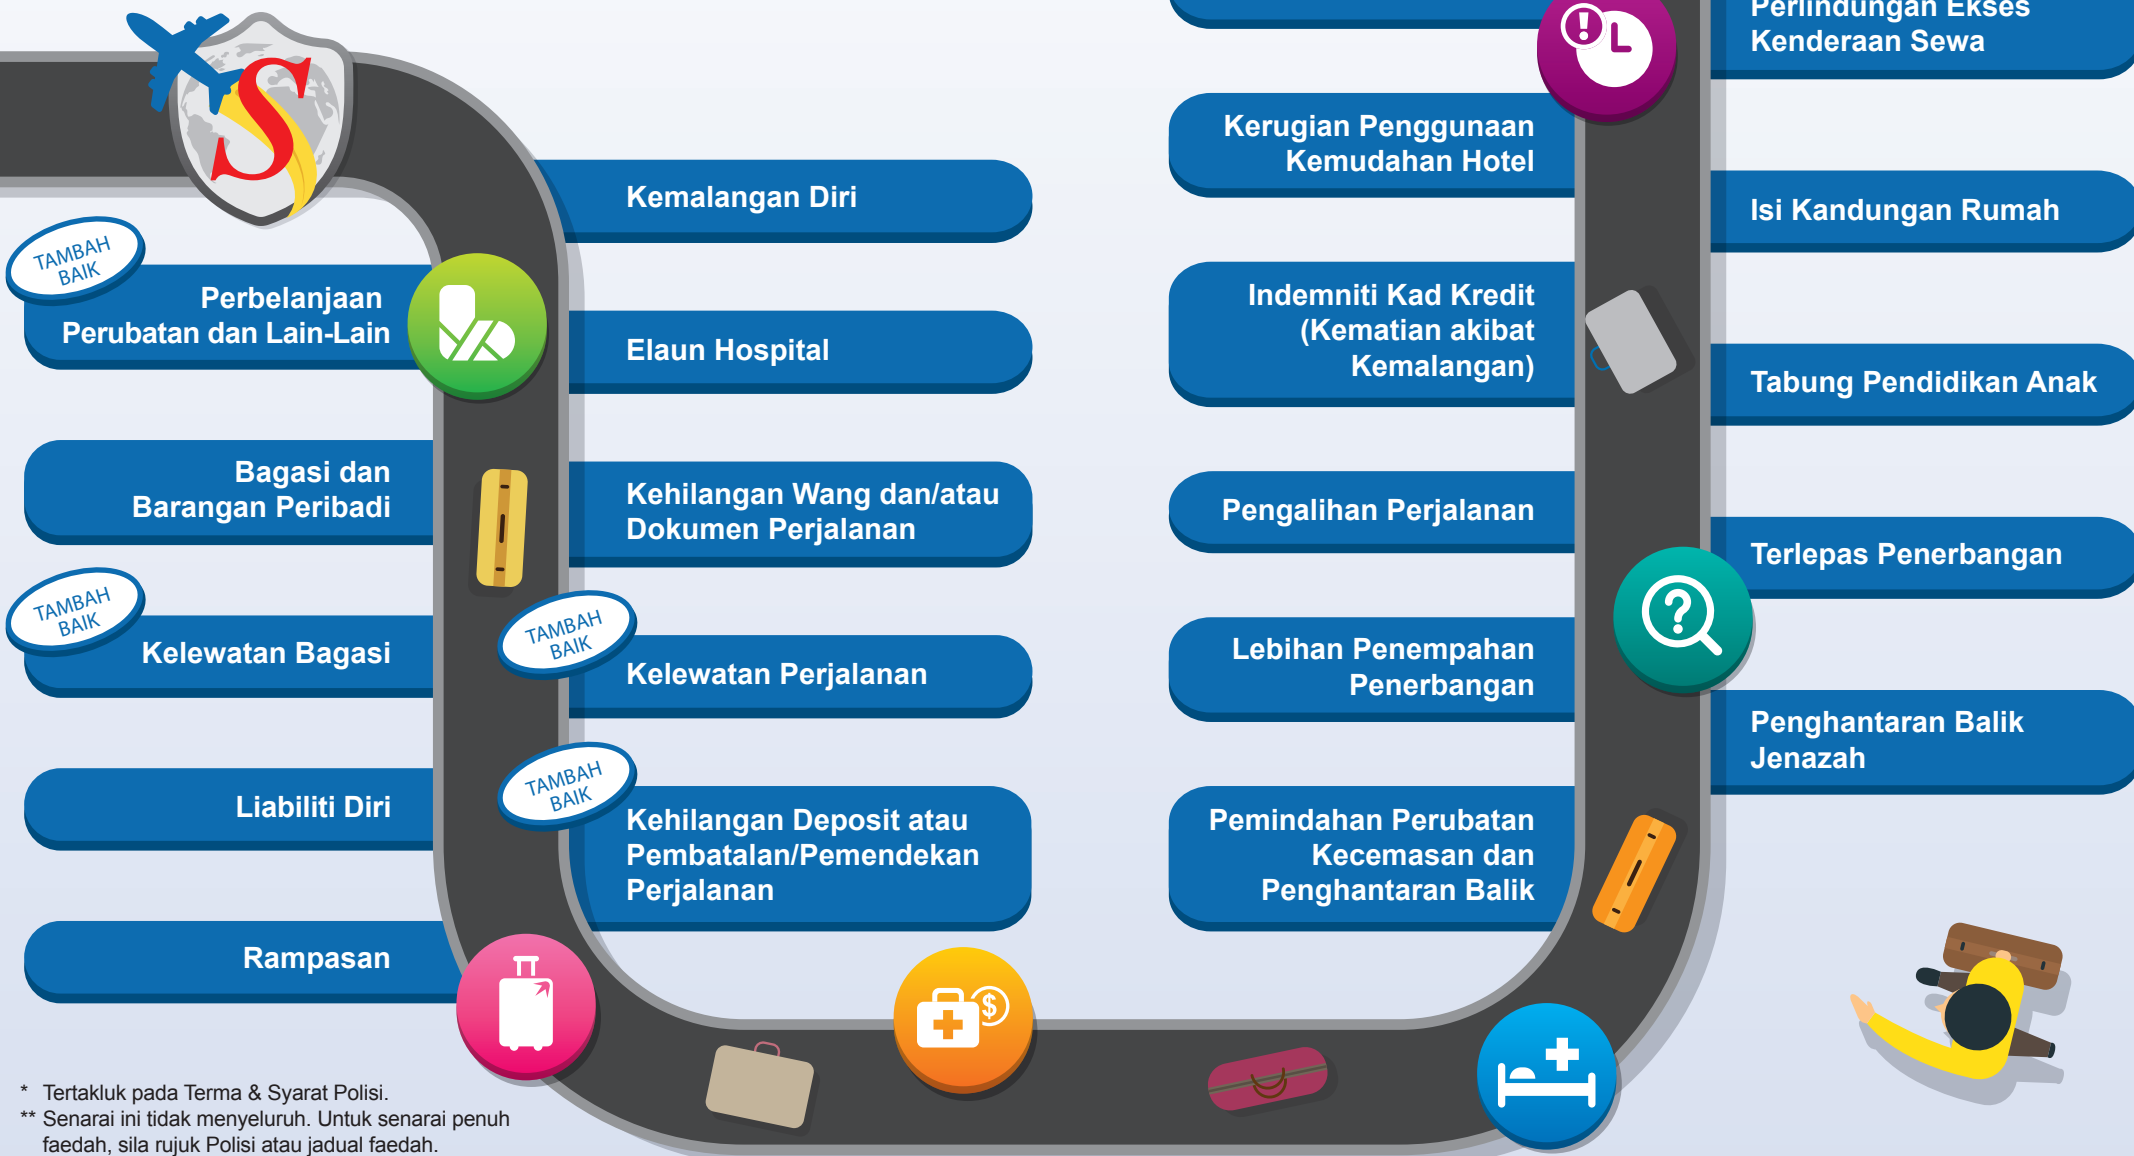 S
TAMBAH
BAIK
Perbelanjaan
Perubatan dan Lain-Lain
Bagasi dan
Barangan Peribadi
TAMBAH
BAIK
Kelewatan Bagasi
Liabiliti Diri
Rampasan
Kemalangan Diri
Elaun Hospital
Kehilangan Wang dan/atau
Dokumen Perjalanan
TAMBAH
BAIK
Kelewatan Perjalanan
TAMBAH
BAIK
Kehilangan Deposit atau
Pembatalan/Pemendekan
Perjalanan
$
Kerugian Penggunaan
Kemudahan Hotel
Indemniti Kad Kredit
(Kematian akibat
Kemalangan)
Pengalihan Perjalanan
Lebihan Penempahan
Penerbangan
Pemindahan Perubatan
Kecemasan dan
Penghantaran Balik
!
?
Perlindungan Ekses
Kenderaan Sewa
Isi Kandungan Rumah
Tabung Pendidikan Anak
Terlepas Penerbangan
Penghantaran Balik
Jenazah
* Tertakluk pada Terma & Syarat Polisi.
** Senarai ini tidak menyeluruh. Untuk senarai penuh
faedah, sila rujuk Polisi atau jadual faedah.